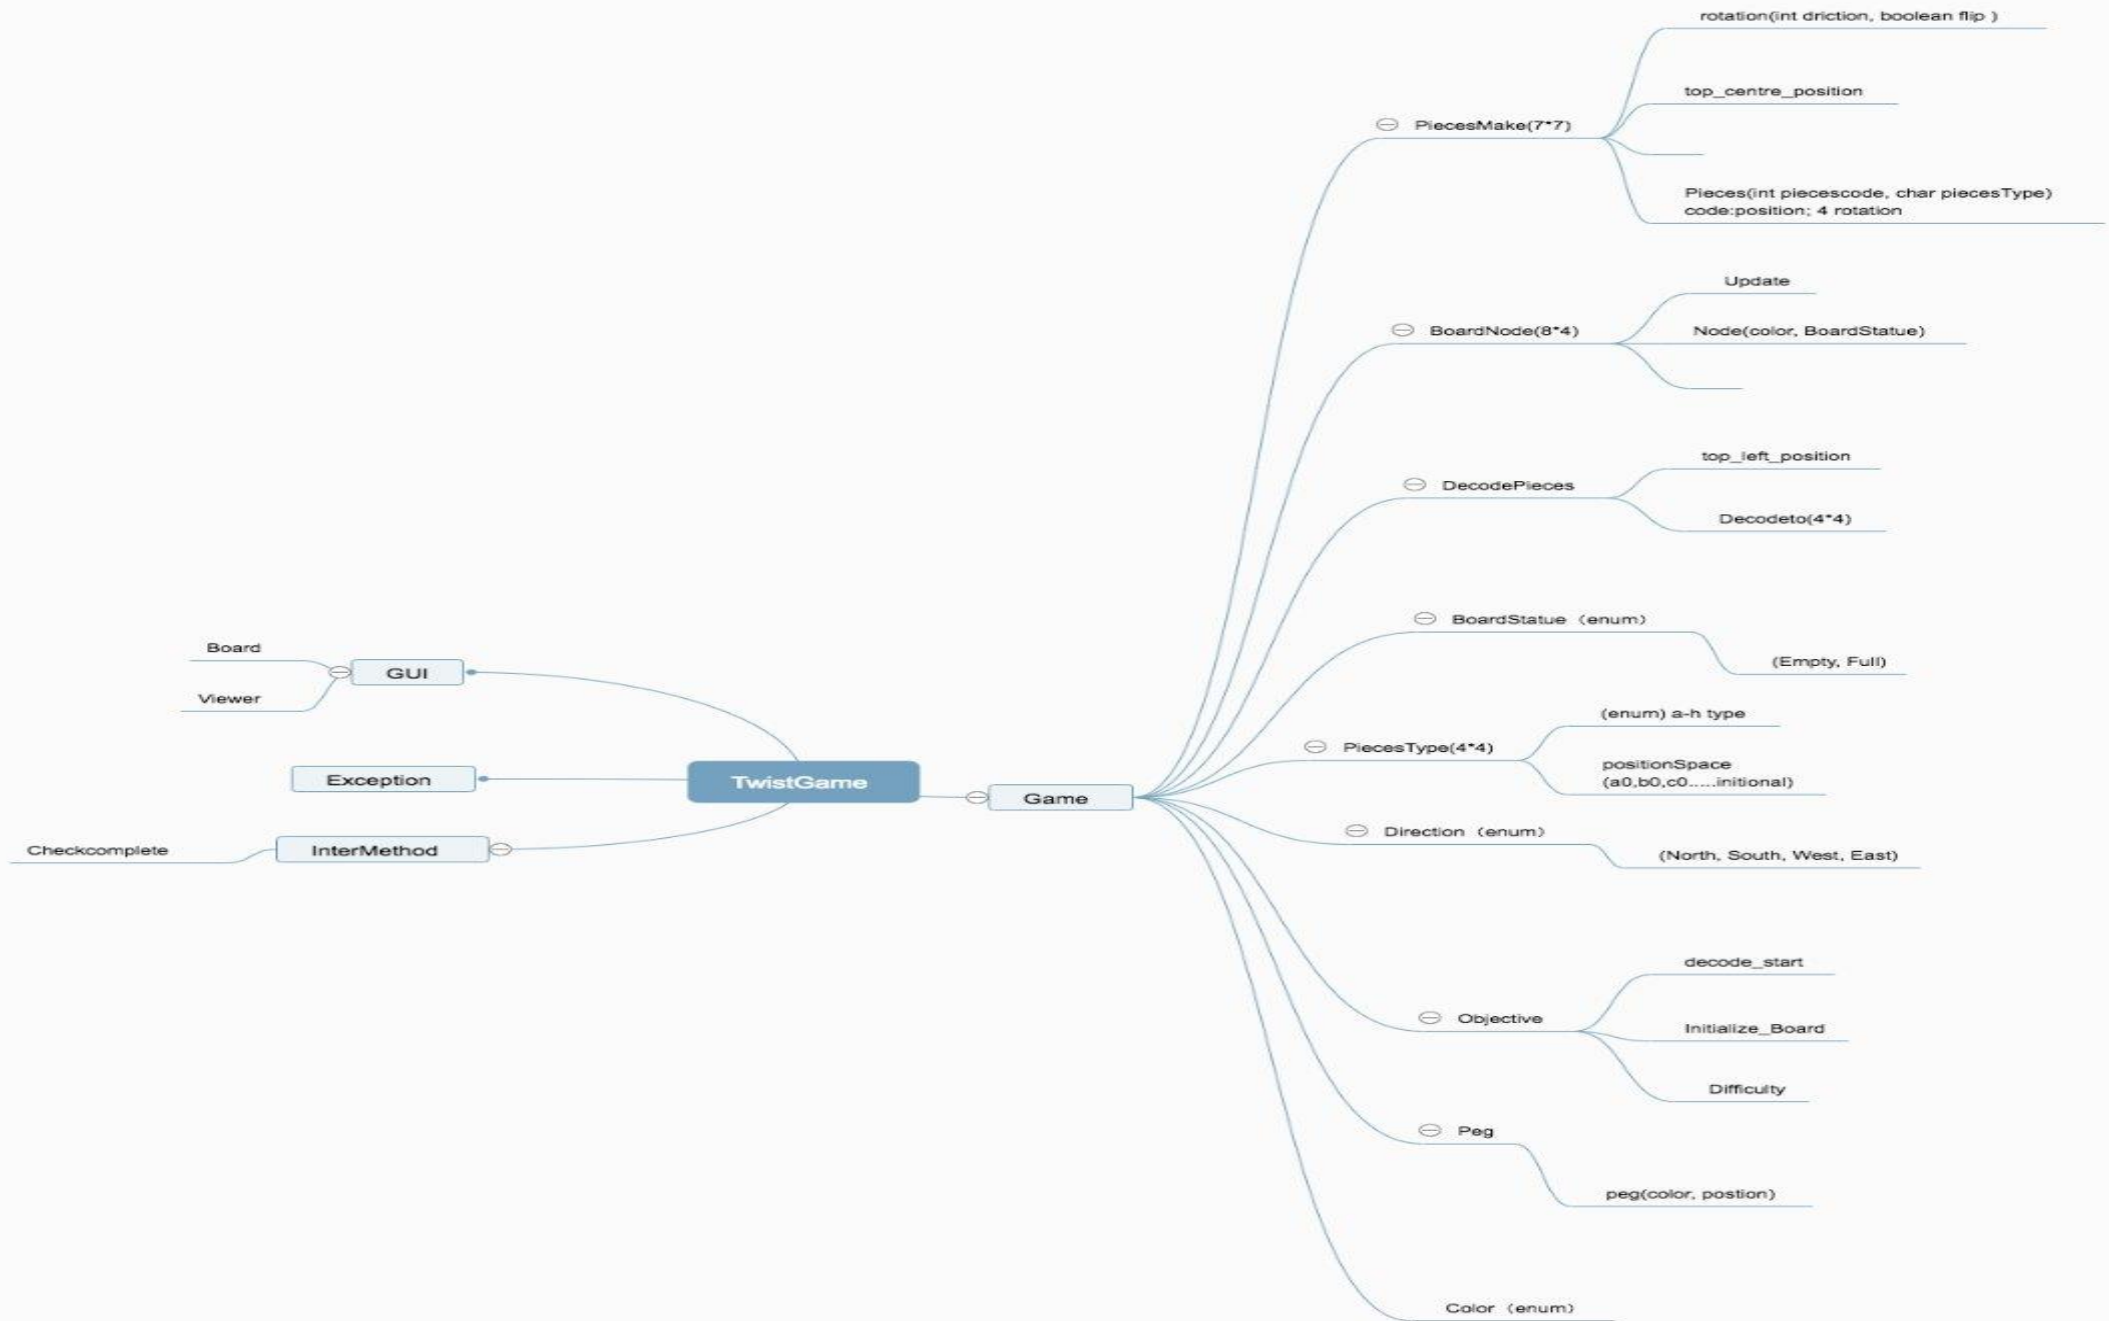 rotation(int driction, boolean flip )
top_centre_position
PiecesMake(7*7)
Pieces(int piecescode, char piecesType)
code:position; 4 rotation
Update
BoardNode(8*4)
Node(color, BoardStatue)
top_left_position
DecodePieces
Decodeto(4*4)
BoardStatue（enum）
(Empty, Full)
(enum) a-h type
PiecesType(4*4)
positionSpace
(a0,b0,c0.....initional)
Direction（enum）
(North, South, West, East)
Board
GUI
Viewer
Exception
TwistGame
Game
Checkcomplete
InterMethod
decode_start
Objective
Initialize_Board
Difficulty
Peg
peg(color, postion)
Color（enum）